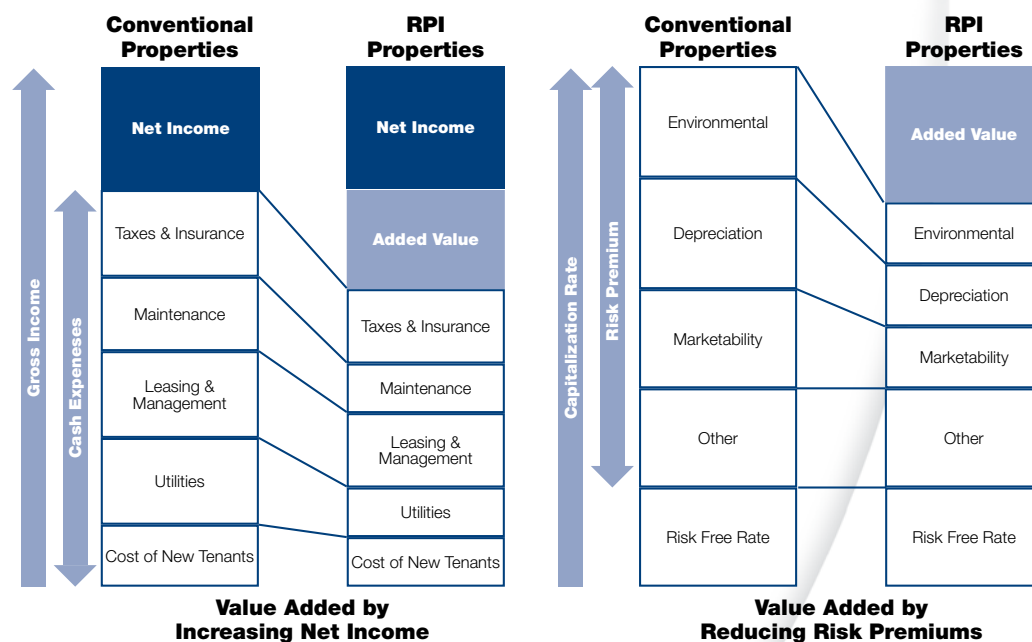 Conventional
Properties
RPI
Properties
Gross Income
Cash Expeneses
Net Income
Taxes & Insurance
Maintenance
Leasing &
Management
Utilities
Cost of New Tenants
Net Income
Added Value
Taxes & Insurance
Maintenance
Leasing &
Management
Utilities
Cost of New Tenants
Value Added by
Increasing Net Income
Conventional
Properties
RPI
Properties
Capitalization Rate
Risk Premium
Environmental
Depreciation
Marketability
Other
Risk Free Rate
Added Value
Environmental
Depreciation
Marketability
Other
Risk Free Rate
Value Added by
Reducing Risk Premiums